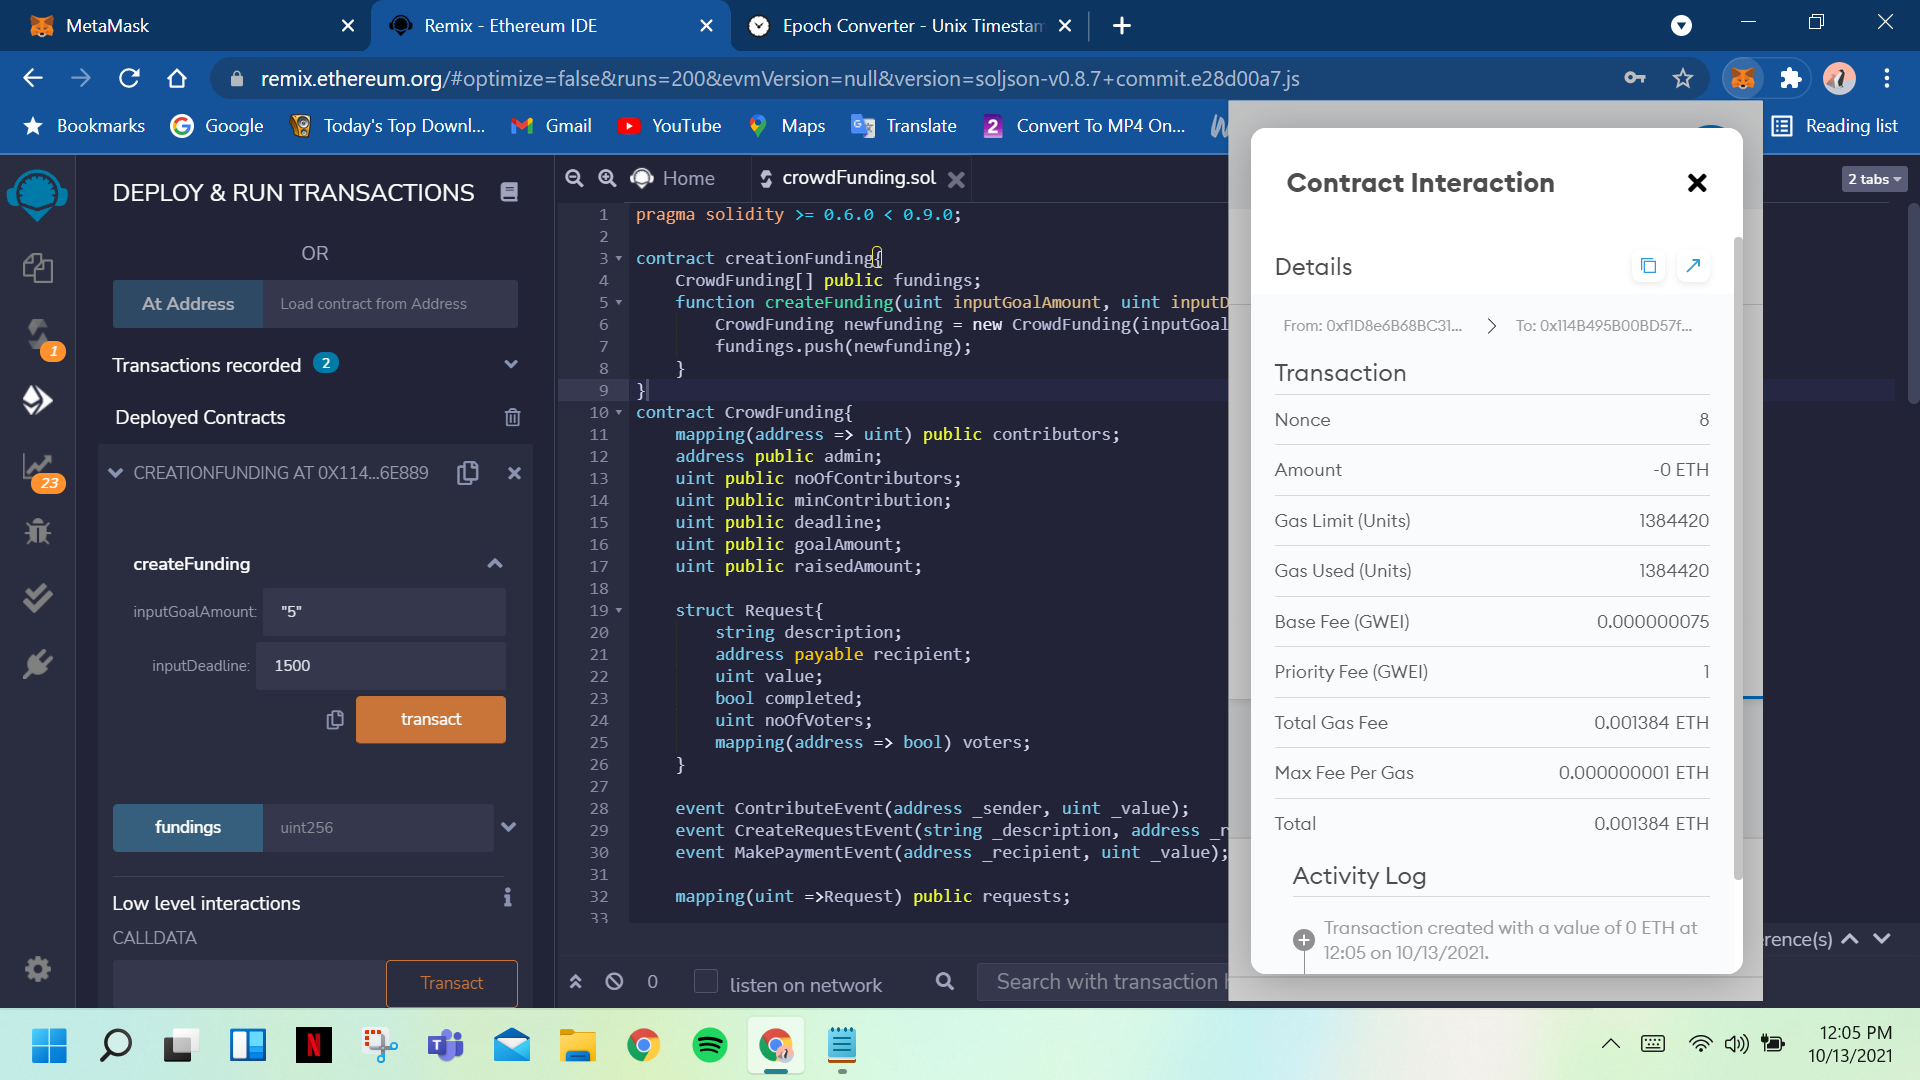 MetaMask
Remix - Ethereum IDE
Epoch Converter - Unix Timestam
remix.ethereum.org/#optimize=false&runs=200&evmVersion=null&version=soljson-v0.8.7+commit.e28d00a7.js
Bookmarks
Google
Today's Top Downl...
Gmail
YouTube
Maps
Translate
2
Convert To MP4 On...
Reading list
DEPLOY & RUN TRANSACTIONS
OR
At Address
Load contract from Address
1
Transactions recorded 2
Deployed Contracts
CREATIONFUNDING AT 0X114...6E889
23
createFunding
inputGoalAmount: "5"
inputDeadline: 1500
transact
fundings
uint256
Low level interactions
CALLDATA
Transact
Home
crowdFunding.sol
2 tabs
1 pragma solidity >= 0.6.0 < 0.9.0;
2
3 contract creationFunding{
4 CrowdFunding[] public fundings;
5 function createFunding(uint inputGoalAmount, uint inputD
6 CrowdFunding newfunding = new CrowdFunding(inputGoal
7 fundings.push(newfunding);
8 }
9 }
10 contract CrowdFunding{
11 mapping(address => uint) public contributors;
12 address public admin;
13 uint public noOfContributors;
14 uint public minContribution;
15 uint public deadline;
16 uint public goalAmount;
17 uint public raisedAmount;
18
19 struct Request{
20 string description;
21 address payable recipient;
22 uint value;
23 bool completed;
24 uint noOfVoters;
25 mapping(address => bool) voters;
26 }
27
28 event ContributeEvent(address _sender, uint _value);
29 event CreateRequestEvent(string _description, address _r
30 event MakePaymentEvent(address _recipient, uint _value);
31
32 mapping(uint =>Request) public requests;
33
0
listen on network
Search with transaction h
erence(s)
Contract Interaction
Details
From: 0xf1D8e6B68BC31... > To: 0x114B495B00BD57f...
Transaction
Nonce 8
Amount -0 ETH
Gas Limit (Units) 1384420
Gas Used (Units) 1384420
Base Fee (GWEI) 0.000000075
Priority Fee (GWEI) 1
Total Gas Fee 0.001384 ETH
Max Fee Per Gas 0.000000001 ETH
Total 0.001384 ETH
Activity Log
Transaction created with a value of 0 ETH at
12:05 on 10/13/2021.
12:05 PM
10/13/2021